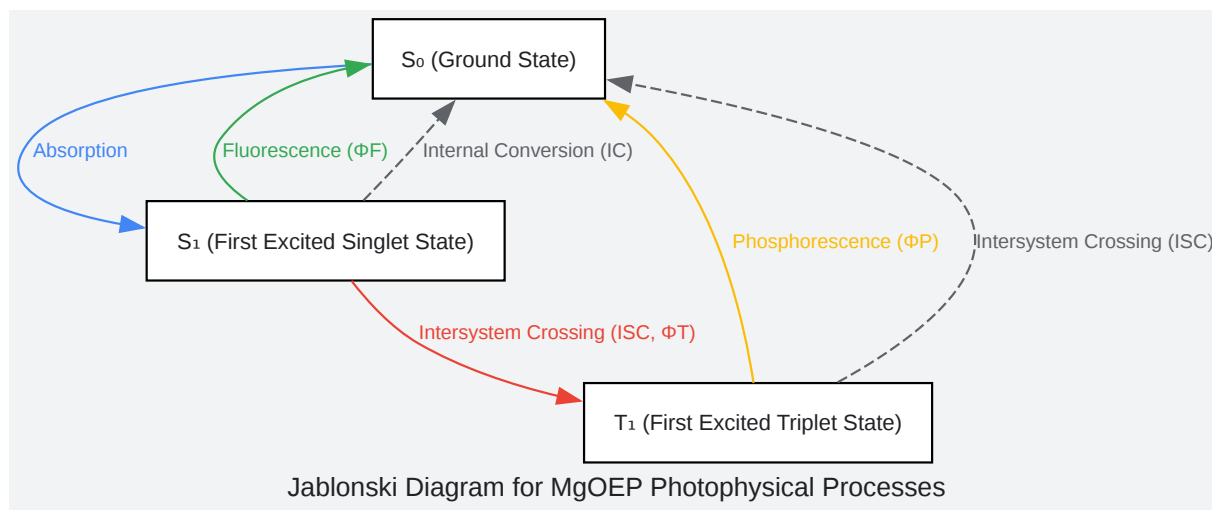 S₀ (Ground State)
Absorption
Fluorescence (ΦF)
Internal Conversion (IC)
S₁ (First Excited Singlet State)
Phosphorescence (ΦP)
Intersystem Crossing (ISC)
Intersystem Crossing (ISC, ΦT)
T₁ (First Excited Triplet State)
Jablonski Diagram for MgOEP Photophysical Processes